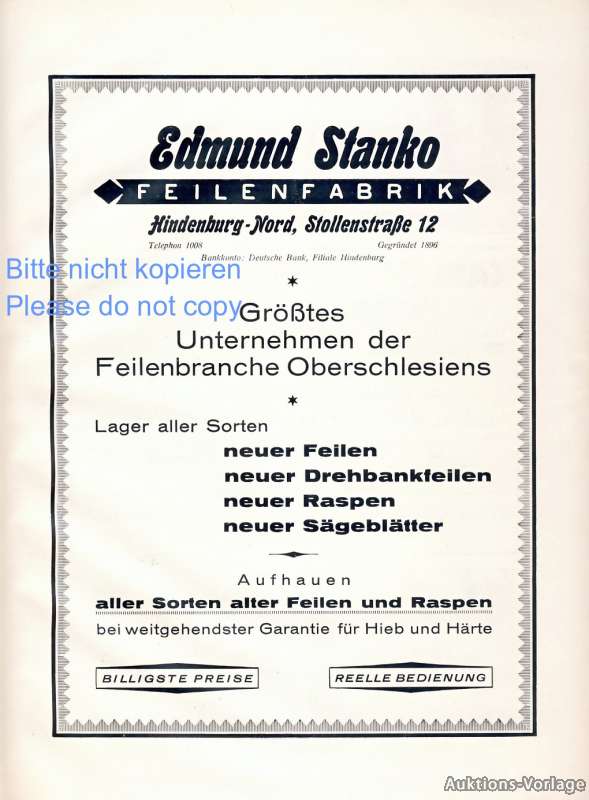 Edmund Stanko
FEILENFABRIK
Hindenburg-Nord, Stollenstraße 12
Telephon 1008 Gegründet 1896
Bankkonto: Deutsche Bank, Filiale Hindenburg
Bitte nicht kopieren
Please do not copy
Größtes
Unternehmen der
Feilenbranche Oberschlesiens
Lager aller Sorten
neuer Feilen
neuer Drehbankfeilen
neuer Raspen
neuer Sägeblätter
Aufhauen
aller Sorten alter Feilen und Raspen
bei weitgehendster Garantie für Hieb und Härte
BILLIGSTE PREISE REELLE BEDIENUNG
Auktions-Vorlage